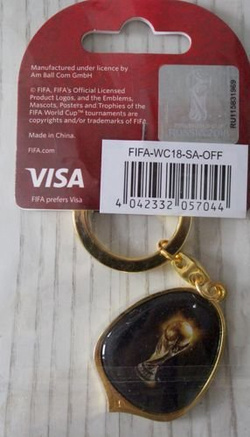 Manufactured under licence by
Am Ball Com GmbH
© FIFA, FIFA's Official Licensed
Product Logos, and the Emblems,
Mascots, Posters and Trophies of the
FIFA World Cup™ tournaments are
copyrights and/or trademarks of FIFA.
Made in China.
FIFA.com
VISA
FIFA prefers Visa
RU115831969
FIFA-WC18-SA-OFF
4 042332 057044